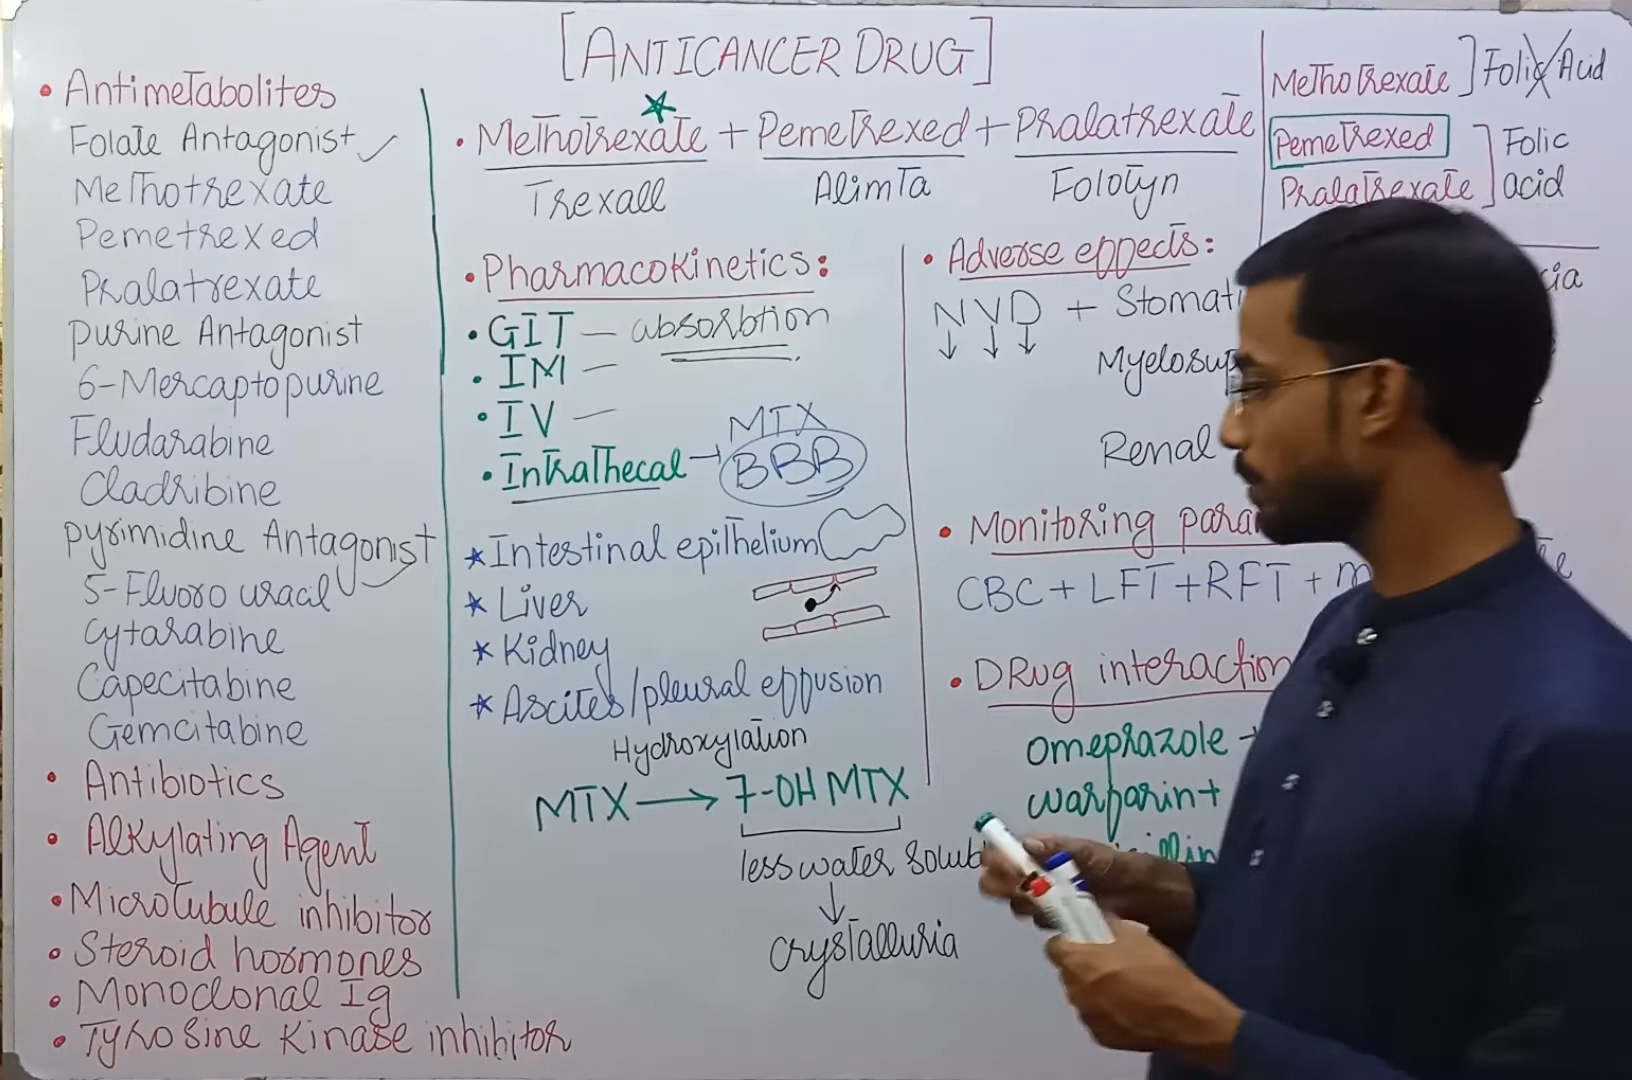 [ANTICANCER DRUG]
• Antimetabolites
Folate Antagonist
Methotrexate
Pemetrexed
Pralatrexate
Purine Antagonist
6-Mercaptopurine
Fludarabine
Cladribine
Pyrimidine Antagonist
5-Fluoro uracil
Cytarabine
Capecitabine
Gemcitabine
• Antibiotics
• Alkylating Agent
• Microtubule inhibitor
• Steroid hormones
• Monoclonal Ig
• Tyrosine Kinase inhibitor
• Methotrexate + Pemetrexed + Pralatrexate
Trexall Alimta Folotyn
• Pharmacokinetics:
• GIT — absorbtion
• IM —
• IV —
• Intrathecal → MTX
BBB
* Intestinal epithelium
* Liver
* Kidney
* Ascites/pleural effusion
Hydroxylation
MTX → 7-OH MTX
less water
↓
crystalluria
• Adverse effects:
N V D +
↓ ↓ ↓
Renal
• Monitoring
CBC + LFT + RFT +
• DRug interaction
omeprazole +
warfarin +
Methotrexate ] Folic Acid
Pemetrexed
Pralatrexate ] Folic
acid